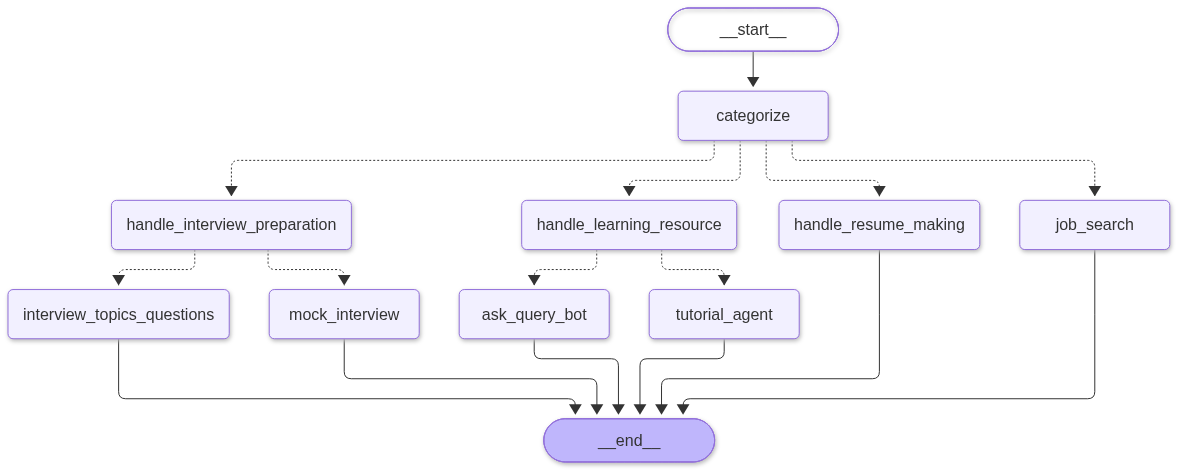 __start__
categorize
handle_interview_preparation
handle_learning_resource
handle_resume_making
job_search
interview_topics_questions
mock_interview
ask_query_bot
tutorial_agent
__end__